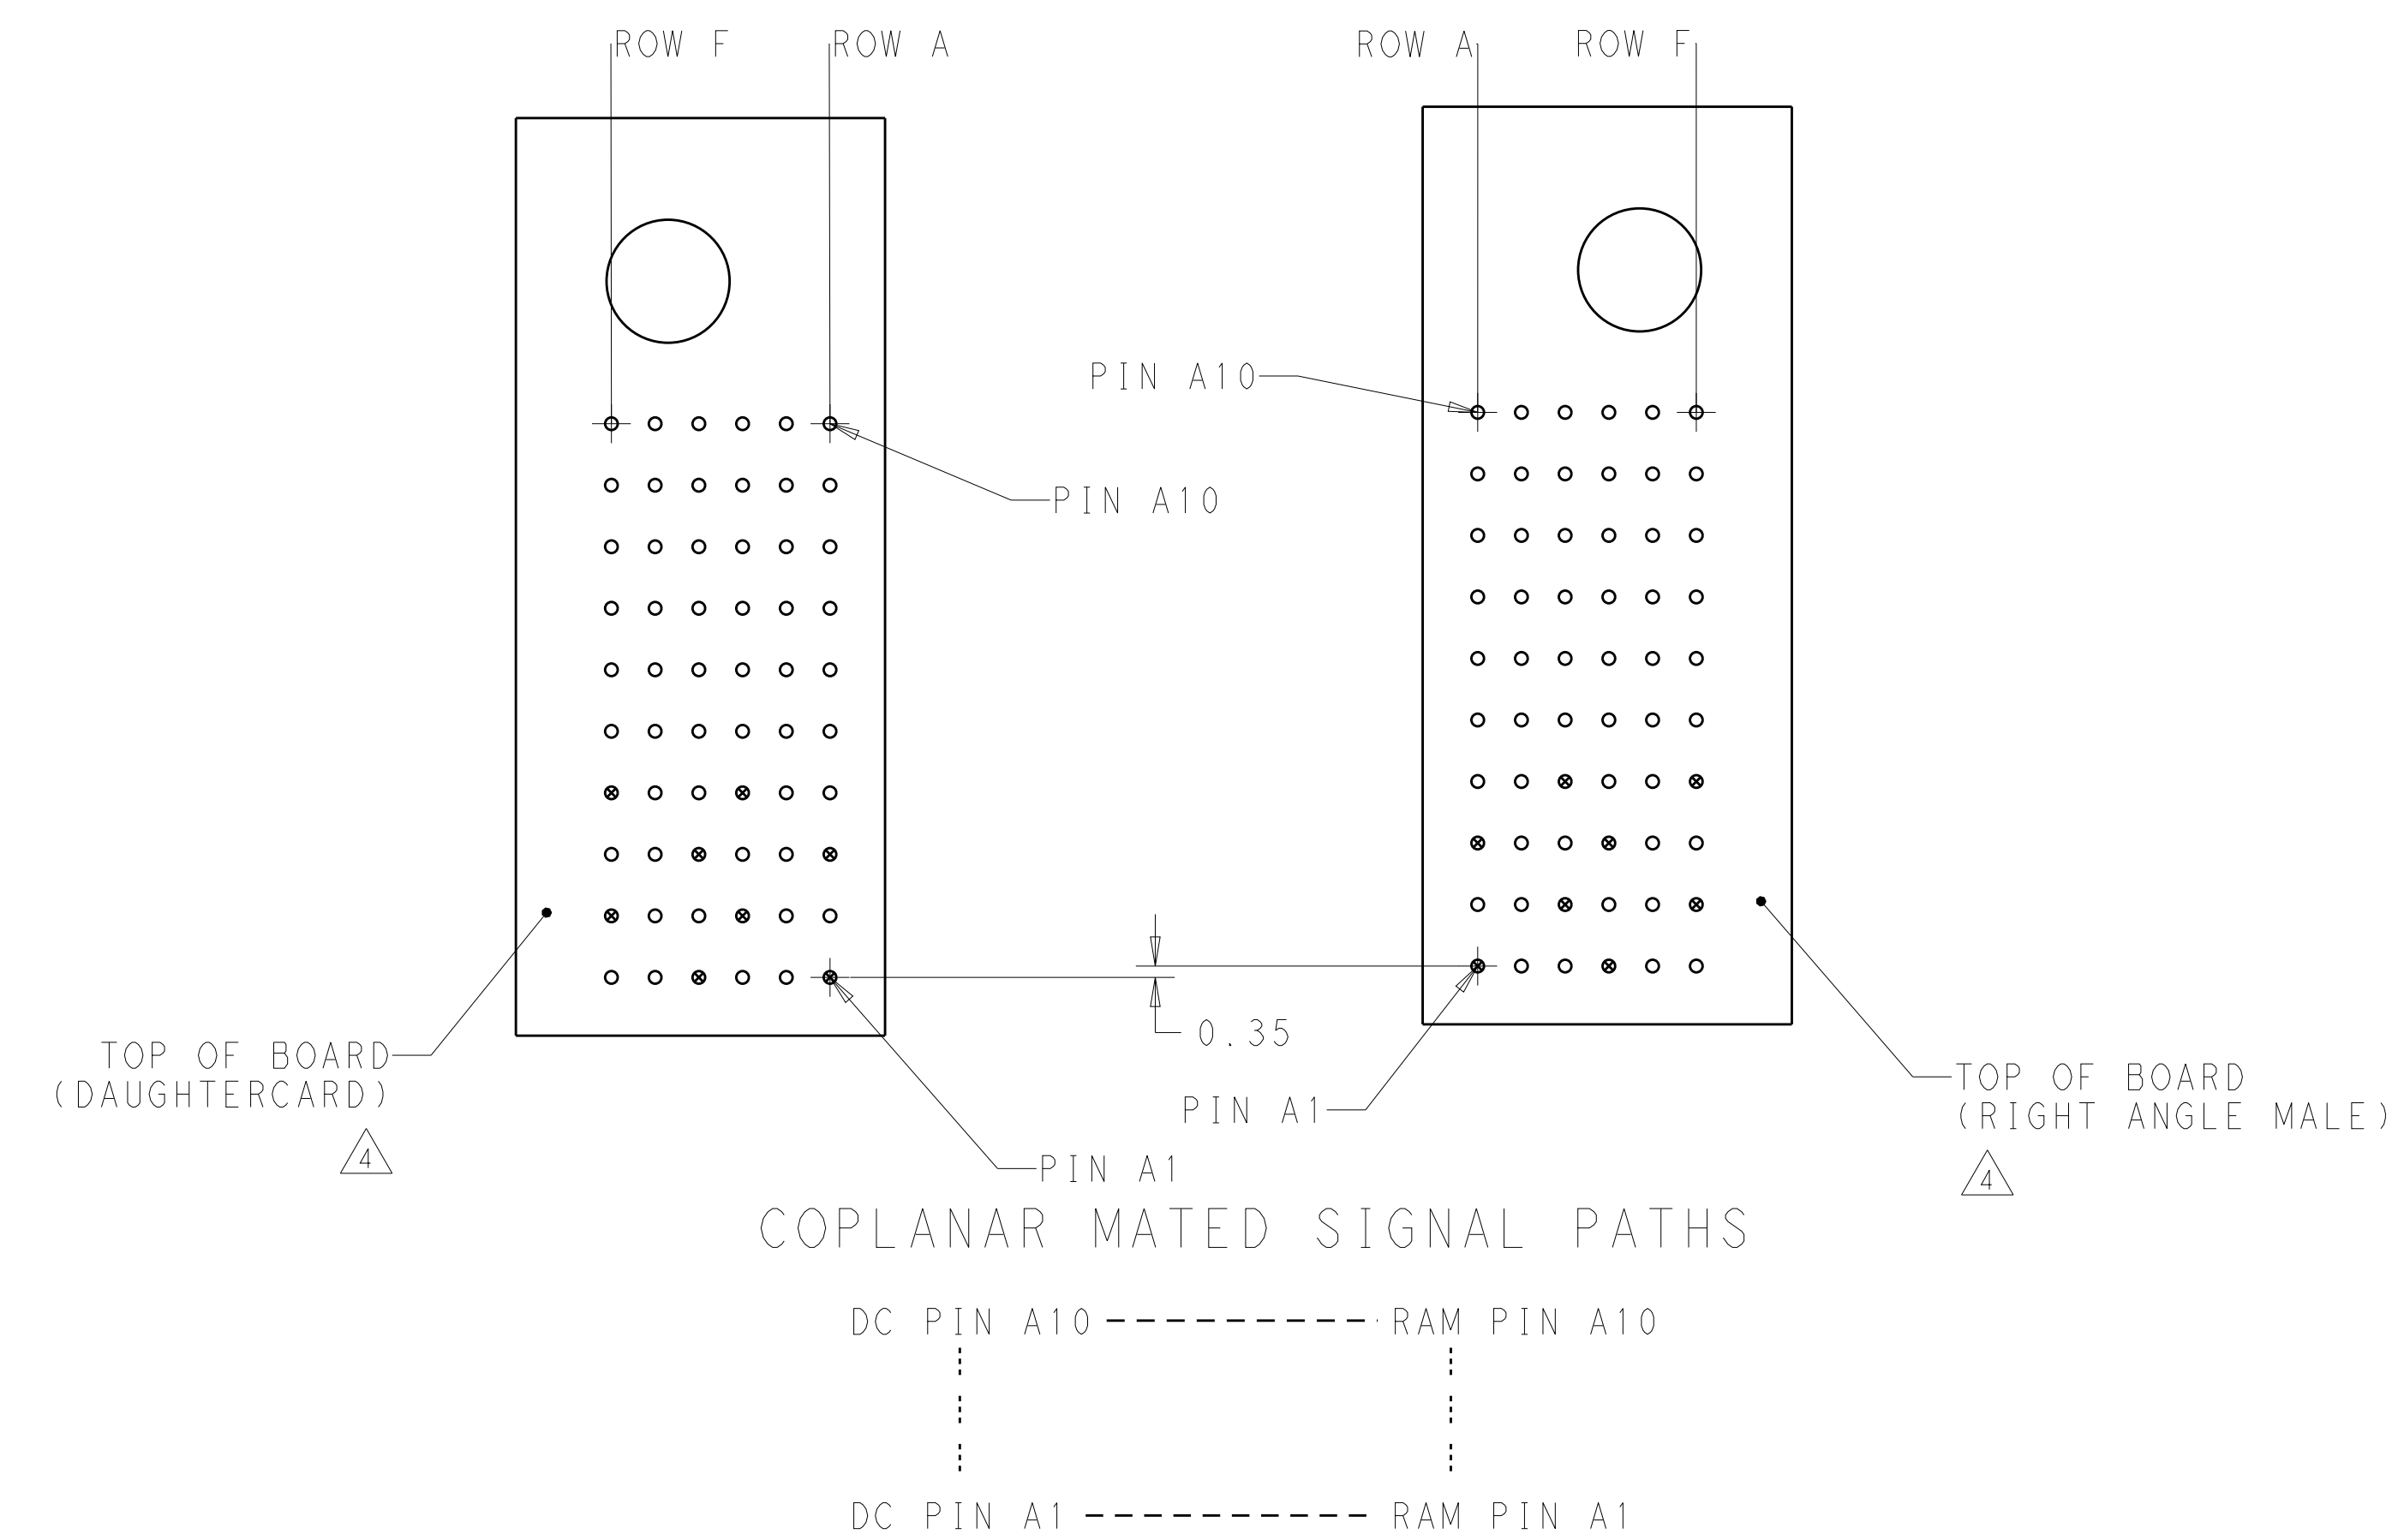 ROW F
ROW A
ROW A
ROW F
PIN A10
PIN A10
0.35
TOP OF BOARD
(DAUGHTERCARD)
4
PIN A1
PIN A1
TOP OF BOARD
(RIGHT ANGLE MALE)
4
COPLANAR MATED SIGNAL PATHS
DC PIN A10
RAM PIN A10
DC PIN A1
RAM PIN A1